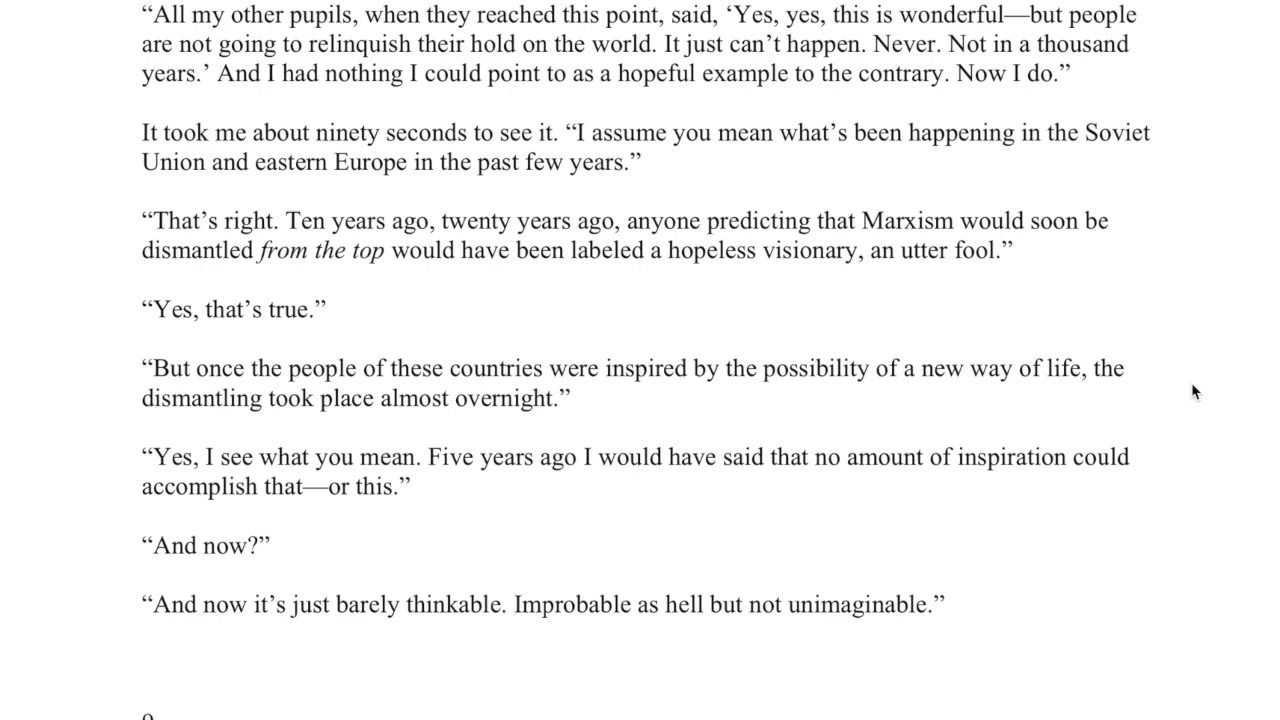 “All my other pupils, when they reached this point, said, ‘Yes, yes, this is wonderful—but people
are not going to relinquish their hold on the world. It just can’t happen. Never. Not in a thousand
years.’ And I had nothing I could point to as a hopeful example to the contrary. Now I do.”
It took me about ninety seconds to see it. “I assume you mean what’s been happening in the Soviet
Union and eastern Europe in the past few years.”
“That’s right. Ten years ago, twenty years ago, anyone predicting that Marxism would soon be
dismantled from the top would have been labeled a hopeless visionary, an utter fool.”
“Yes, that’s true.”
“But once the people of these countries were inspired by the possibility of a new way of life, the
dismantling took place almost overnight.”
“Yes, I see what you mean. Five years ago I would have said that no amount of inspiration could
accomplish that—or this.”
“And now?”
“And now it’s just barely thinkable. Improbable as hell but not unimaginable.”